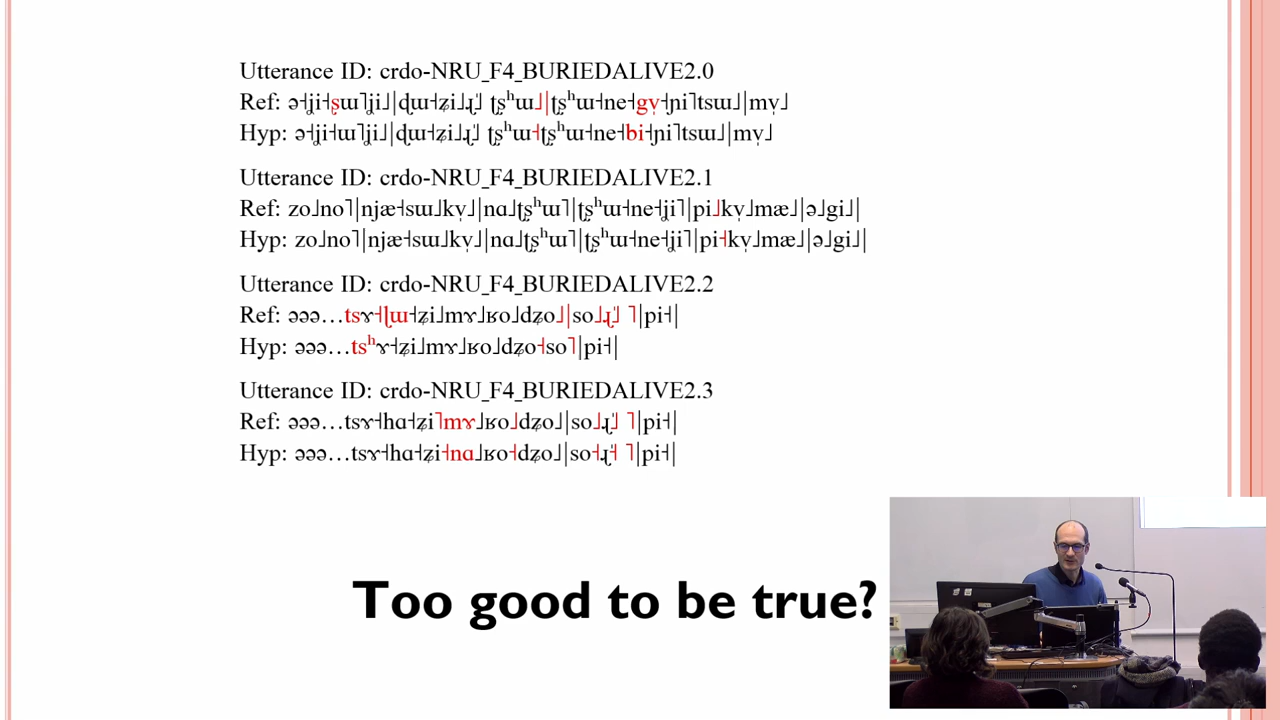 Utterance ID: crdo-NRU_F4_BURIEDALIVE2.0
Ref: ə˧ʝi˧ʂɯ˥ʝi˩|ɖɯ˧ʑi˩ɻ̍˩ ʈʂʰɯ˩|ʈʂʰɯ˧ne˧gv̩˧ɲi˥tsɯ˩|mv̩˩
Hyp: ə˧ʝi˧ɯ˥ʝi˩|ɖɯ˧ʑi˩ɻ̍˩ ʈʂʰɯ˧ʈʂʰɯ˧ne˧bi˧ɲi˥tsɯ˩|mv̩˩
Utterance ID: crdo-NRU_F4_BURIEDALIVE2.1
Ref: zo˩no˥|njæ˧sɯ˩kv̩˩|nɑ˩ʈʂʰɯ˥|ʈʂʰɯ˧ne˧ʝi˥|pi˩kv̩˩mæ˩|ə˩gi˩|
Hyp: zo˩no˥|njæ˧sɯ˩kv̩˩|nɑ˩ʈʂʰɯ˥|ʈʂʰɯ˧ne˧ʝi˥|pi˧kv̩˩mæ˩|ə˩gi˩|
Utterance ID: crdo-NRU_F4_BURIEDALIVE2.2
Ref: əəə…tsɤ˧ɭɯ˧ʑi˩mɤ˩ʁo˩dʑo˩|so˩ɻ̍˩ ˥|pi˧|
Hyp: əəə…tsʰɤ˧ʑi˩mɤ˩ʁo˩dʑo˧so˥|pi˧|
Utterance ID: crdo-NRU_F4_BURIEDALIVE2.3
Ref: əəə…tsɤ˧hɑ˧ʑi˥mɤ˩ʁo˩dʑo˩|so˩ɻ̍˩ ˥|pi˧|
Hyp: əəə…tsɤ˧hɑ˧ʑi˧nɑ˩ʁo˧dʑo˩|so˧ɻ̍˧ ˥|pi˧|
Too good to be true?